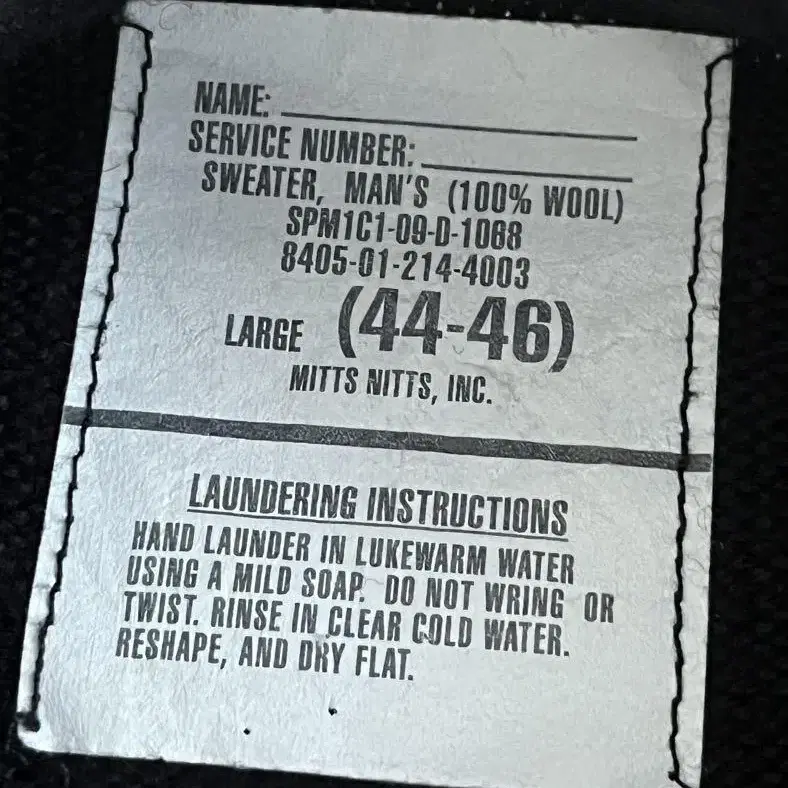 NAME:
SERVICE NUMBER:
SWEATER, MAN'S (100% WOOL)
SPM1C1-09-D-1068
8405-01-214-4003
LARGE (44-46)
MITTS NITTS, INC.
LAUNDERING INSTRUCTIONS
HAND LAUNDER IN LUKEWARM WATER
USING A MILD SOAP. DO NOT WRING OR
TWIST. RINSE IN CLEAR COLD WATER.
RESHAPE, AND DRY FLAT.